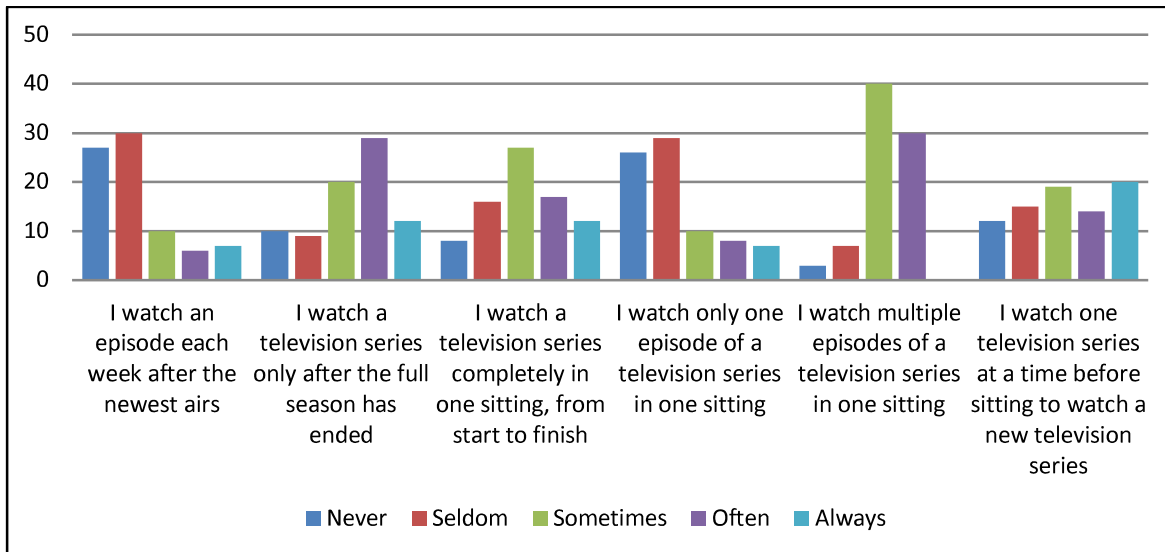 50
40
30
20
10
0
I watch an
episode each
week after the
newest airs
I watch a
television series
only after the full
season has
ended
I watch a
television series
completely in
one sitting, from
start to finish
I watch only one
episode of a
television series
in one sitting
I watch multiple
episodes of a
television series
in one sitting
I watch one
television series
at a time before
sitting to watch a
new television
series
Never Seldom Sometimes Often Always